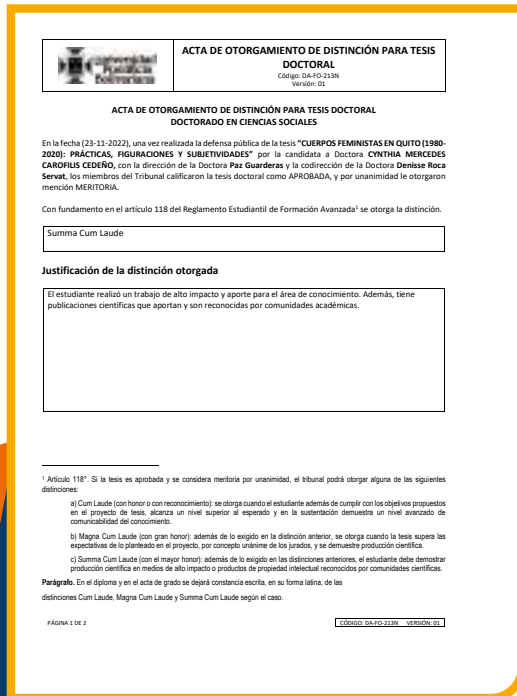 Universidad
Pontificia
Bolivariana
ACTA DE OTORGAMIENTO DE DISTINCIÓN PARA TESIS
DOCTORAL
Código: DA-FO-213N
Versión: 01
ACTA DE OTORGAMIENTO DE DISTINCIÓN PARA TESIS DOCTORAL
DOCTORADO EN CIENCIAS SOCIALES
En la fecha (23-11-2022), una vez realizada la defensa pública de la tesis "CUERPOS FEMINISTAS EN QUITO (1980-
2020): PRÁCTICAS, FIGURACIONES Y SUBJETIVIDADES" por la candidata a Doctora CYNTHIA MERCEDES
CAROFILIS CEDEÑO, con la dirección de la Doctora Paz Guarderas y la codirección de la Doctora Denisse Roca
Servat, los miembros del Tribunal calificaron la tesis doctoral como APROBADA, y por unanimidad le otorgaron
mención MERITORIA.
Con fundamento en el artículo 118 del Reglamento Estudiantil de Formación Avanzada¹ se otorga la distinción.
Summa Cum Laude
Justificación de la distinción otorgada
El estudiante realizó un trabajo de alto impacto y aporte para el área de conocimiento. Además, tiene
publicaciones científicas que aportan y son reconocidas por comunidades académicas.
¹ Artículo 118°. Si la tesis es aprobada y se considera meritoria por unanimidad, el tribunal podrá otorgar alguna de las siguientes
distinciones:
a) Cum Laude (con honor o con reconocimiento): se otorga cuando el estudiante además de cumplir con los objetivos propuestos
en el proyecto de tesis, alcanza un nivel superior al esperado y en la sustentación demuestra un nivel avanzado de
comunicabilidad del conocimiento.
b) Magna Cum Laude (con gran honor): además de lo exigido en la distinción anterior, se otorga cuando la tesis supera las
expectativas de lo planteado en el proyecto, por concepto unánime de los jurados, y se demuestre producción científica.
c) Summa Cum Laude (con el mayor honor): además de lo exigido en las distinciones anteriores, el estudiante debe demostrar
producción científica en medios de alto impacto o productos de propiedad intelectual reconocidos por comunidades científicas.
Parágrafo. En el diploma y en el acta de grado se dejará constancia escrita, en su forma latina, de las
distinciones Cum Laude, Magna Cum Laude y Summa Cum Laude según el caso.
PÁGINA 1 DE 2
CÓDIGO: DA-FO-213N VERSIÓN: 01